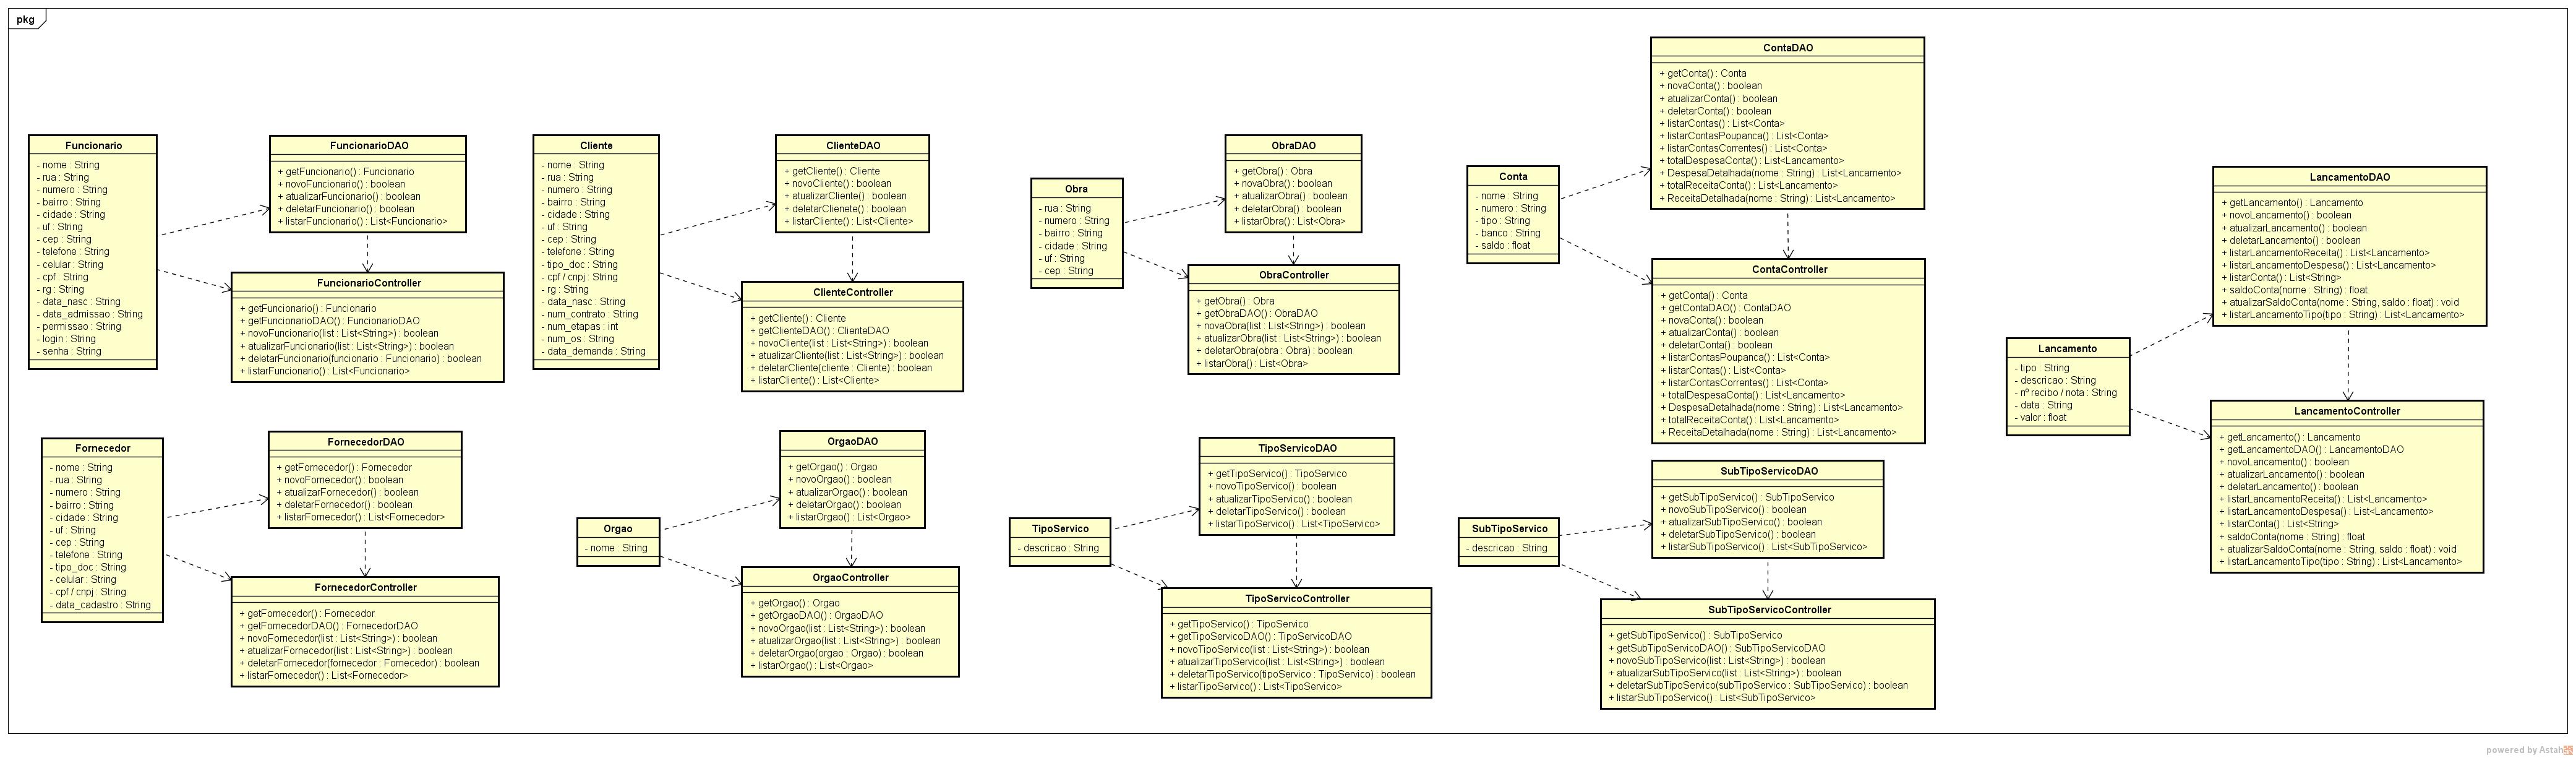 pkg
Funcionario
- nome : String
- rua : String
- numero : String
- bairro : String
- cidade : String
- uf : String
- cep : String
- telefone : String
- celular : String
- cpf : String
- rg : String
- data_nasc : String
- data_admissao : String
- permissao : String
- login : String
- senha : String
FuncionarioDAO
+ getFuncionario() : Funcionario
+ novoFuncionario() : boolean
+ atualizarFuncionario() : boolean
+ deletarFuncionario() : boolean
+ listarFuncionario() : List<Funcionario>
FuncionarioController
+ getFuncionario() : Funcionario
+ getFuncionarioDAO() : FuncionarioDAO
+ novoFuncionario(list : List<String>) : boolean
+ atualizarFuncionario(list : List<String>) : boolean
+ deletarFuncionario(funcionario : Funcionario) : boolean
+ listarFuncionario() : List<Funcionario>
Cliente
- nome : String
- rua : String
- numero : String
- bairro : String
- cidade : String
- uf : String
- cep : String
- telefone : String
- tipo_doc : String
- cpf / cnpj : String
- rg : String
- data_nasc : String
- num_contrato : String
- num_etapas : int
- num_os : String
- data_demanda : String
ClienteDAO
+ getCliente() : Cliente
+ novoCliente() : boolean
+ atualizarCliente() : boolean
+ deletarClienete() : boolean
+ listarCliente() : List<Cliente>
ClienteController
+ getCliente() : Cliente
+ getClienteDAO() : ClienteDAO
+ novoCliente(list : List<String>) : boolean
+ atualizarCliente(list : List<String>) : boolean
+ deletarCliente(cliente : Cliente) : boolean
+ listarCliente() : List<Cliente>
Obra
- rua : String
- numero : String
- bairro : String
- cidade : String
- uf : String
- cep : String
ObraDAO
+ getObra() : Obra
+ novaObra() : boolean
+ atualizarObra() : boolean
+ deletarObra() : boolean
+ listarObra() : List<Obra>
ObraController
+ getObra() : Obra
+ getObraDAO() : ObraDAO
+ novaObra(list : List<String>) : boolean
+ atualizarObra(list : List<String>) : boolean
+ deletarObra(obra : Obra) : boolean
+ listarObra() : List<Obra>
Conta
- nome : String
- numero : String
- tipo : String
- banco : String
- saldo : float
ContaDAO
+ getConta() : Conta
+ novaConta() : boolean
+ atualizarConta() : boolean
+ deletarConta() : boolean
+ listarContas() : List<Conta>
+ listarContasPoupanca() : List<Conta>
+ listarContasCorrentes() : List<Conta>
+ totalDespesaConta() : List<Lancamento>
+ DespesaDetalhada(nome : String) : List<Lancamento>
+ totalReceitaConta() : List<Lancamento>
+ ReceitaDetalhada(nome : String) : List<Lancamento>
ContaController
+ getConta() : Conta
+ getContaDAO() : ContaDAO
+ novaConta() : boolean
+ atualizarConta() : boolean
+ deletarConta() : boolean
+ listarContasPoupanca() : List<Conta>
+ listarContas() : List<Conta>
+ listarContasCorrentes() : List<Conta>
+ totalDespesaConta() : List<Lancamento>
+ DespesaDetalhada(nome : String) : List<Lancamento>
+ totalReceitaConta() : List<Lancamento>
+ ReceitaDetalhada(nome : String) : List<Lancamento>
Lancamento
- tipo : String
- descricao : String
- nº recibo / nota : String
- data : String
- valor : float
LancamentoDAO
+ getLancamento() : Lancamento
+ novoLancamento() : boolean
+ atualizarLancamento() : boolean
+ deletarLancamento() : boolean
+ listarLancamentoReceita() : List<Lancamento>
+ listarLancamentoDespesa() : List<Lancamento>
+ listarConta() : List<String>
+ saldoConta(nome : String) : float
+ atualizarSaldoConta(nome : String, saldo : float) : void
+ listarLancamentoTipo(tipo : String) : List<Lancamento>
LancamentoController
+ getLancamento() : Lancamento
+ getLancamentoDAO() : LancamentoDAO
+ novoLancamento() : boolean
+ atualizarLancamento() : boolean
+ deletarLancamento() : boolean
+ listarLancamentoReceita() : List<Lancamento>
+ listarLancamentoDespesa() : List<Lancamento>
+ listarConta() : List<String>
+ saldoConta(nome : String) : float
+ atualizarSaldoConta(nome : String, saldo : float) : void
+ listarLancamentoTipo(tipo : String) : List<Lancamento>
Fornecedor
- nome : String
- rua : String
- numero : String
- bairro : String
- cidade : String
- uf : String
- cep : String
- telefone : String
- tipo_doc : String
- celular : String
- cpf / cnpj : String
- data_cadastro : String
FornecedorDAO
+ getFornecedor() : Fornecedor
+ novoFornecedor() : boolean
+ atualizarFornecedor() : boolean
+ deletarFornecedor() : boolean
+ listarFornecedor() : List<Fornecedor>
FornecedorController
+ getFornecedor() : Fornecedor
+ getFornecedorDAO() : FornecedorDAO
+ novoFornecedor(list : List<String>) : boolean
+ atualizarFornecedor(list : List<String>) : boolean
+ deletarFornecedor(fornecedor : Fornecedor) : boolean
+ listarFornecedor() : List<Fornecedor>
Orgao
- nome : String
OrgaoDAO
+ getOrgao() : Orgao
+ novoOrgao() : boolean
+ atualizarOrgao() : boolean
+ deletarOrgao() : boolean
+ listarOrgao() : List<Orgao>
OrgaoController
+ getOrgao() : Orgao
+ getOrgaoDAO() : OrgaoDAO
+ novoOrgao(list : List<String>) : boolean
+ atualizarOrgao(list : List<String>) : boolean
+ deletarOrgao(orgao : Orgao) : boolean
+ listarOrgao() : List<Orgao>
TipoServico
- descricao : String
TipoServicoDAO
+ getTipoServico() : TipoServico
+ novoTipoServico() : boolean
+ atualizarTipoServico() : boolean
+ deletarTipoServico() : boolean
+ listarTipoServico() : List<TipoServico>
TipoServicoController
+ getTipoServico() : TipoServico
+ getTipoServicoDAO() : TipoServicoDAO
+ novoTipoServico(list : List<String>) : boolean
+ atualizarTipoServico(list : List<String>) : boolean
+ deletarTipoServico(tipoServico : TipoServico) : boolean
+ listarTipoServico() : List<TipoServico>
SubTipoServico
- descricao : String
SubTipoServicoDAO
+ getSubTipoServico() : SubTipoServico
+ novoSubTipoServico() : boolean
+ atualizarSubTipoServico() : boolean
+ deletarSubTipoServico() : boolean
+ listarSubTipoServico() : List<SubTipoServico>
SubTipoServicoController
+ getSubTipoServico() : SubTipoServico
+ getSubTipoServicoDAO() : SubTipoServicoDAO
+ novoSubTipoServico(list : List<String>) : boolean
+ atualizarSubTipoServico(list : List<String>) : boolean
+ deletarSubTipoServico(subTipoServico : SubTipoServico) : boolean
+ listarSubTipoServico() : List<SubTipoServico>
powered by Astah